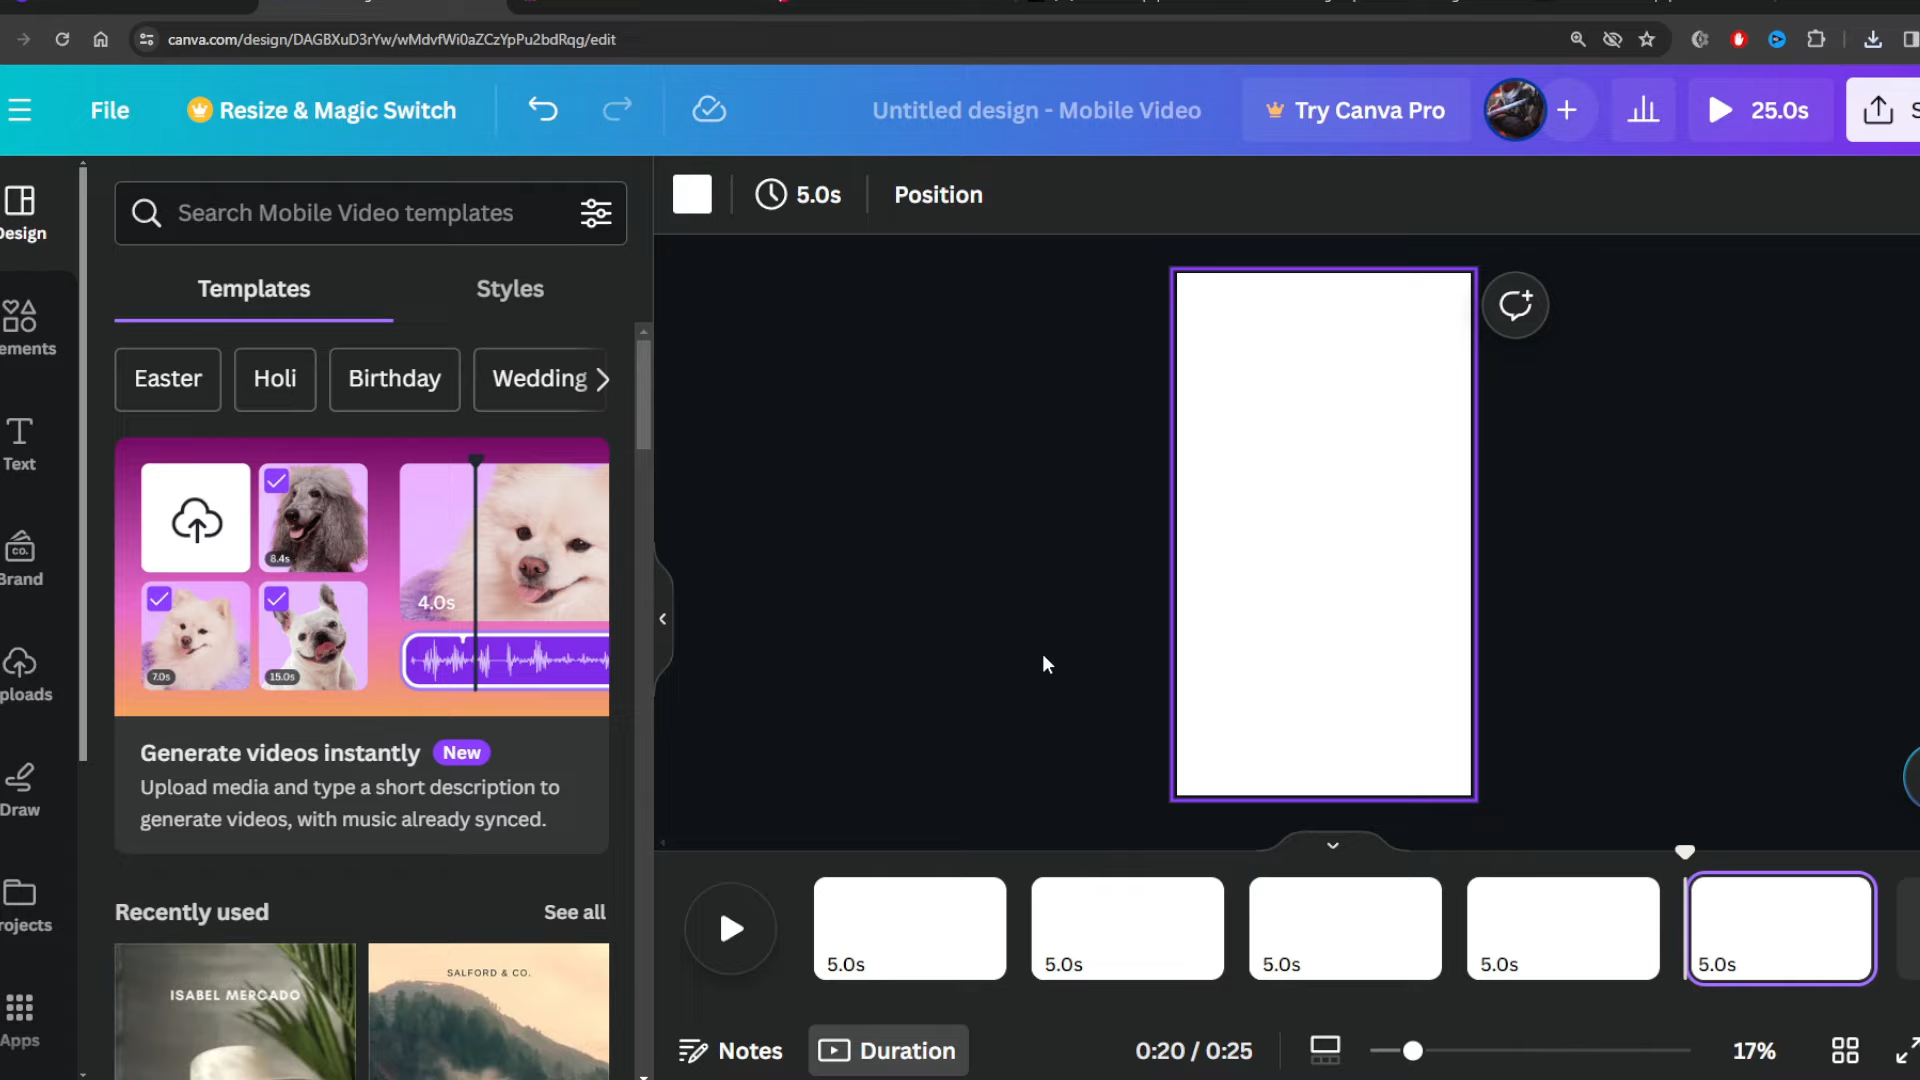 canva.com/design/DAGBXuD3rYw/wMdvfWi0aZCzYpPu2bdRqg/edit
File
Resize & Magic Switch
Untitled design - Mobile Video
Try Canva Pro
25.0s
S
Design
ements
Text
Brand
ploads
Draw
rojects
Apps
CO.
Search Mobile Video templates
Templates
Styles
Easter
Holi
Birthday
Wedding
8.4s
7.0s
15.0s
4.0s
Generate videos instantly
New
Upload media and type a short description to
generate videos, with music already synced.
Recently used
See all
ISABEL MERCADO
SALFORD & CO.
5.0s
Position
5.0s
5.0s
5.0s
5.0s
5.0s
Notes
Duration
0:20 / 0:25
17%